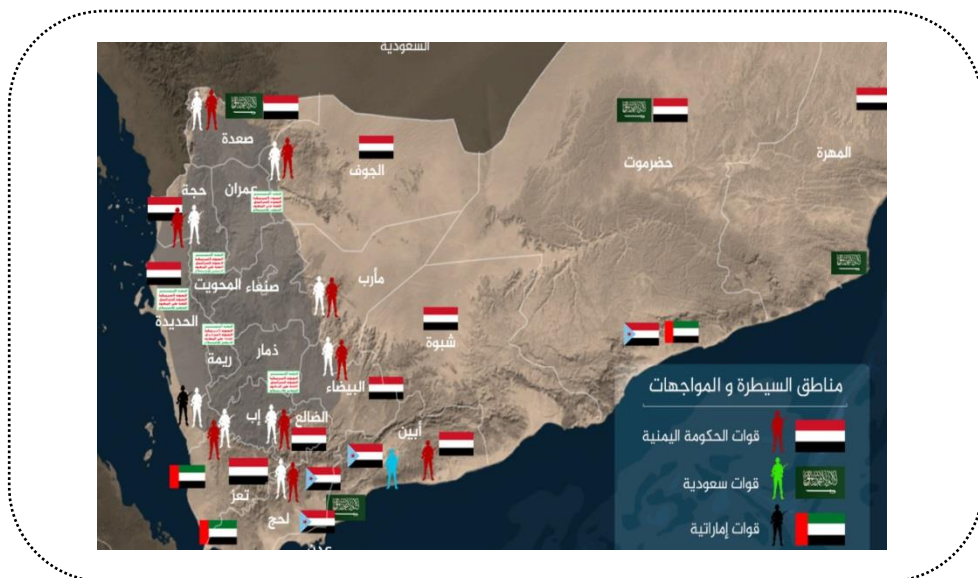 السعودية
صعدة
المهرة
حضرموت
الجوف
حجة
عمران
مأرب
المحويت
صنعاء
الحديدة
شبوة
ريمة
ذمار
البيضاء
إب
الضالع
أبين
تعز
لحج
عدن
مناطق السيطرة و المواجهات
قوات الحكومة اليمنية
قوات سعودية
قوات إماراتية